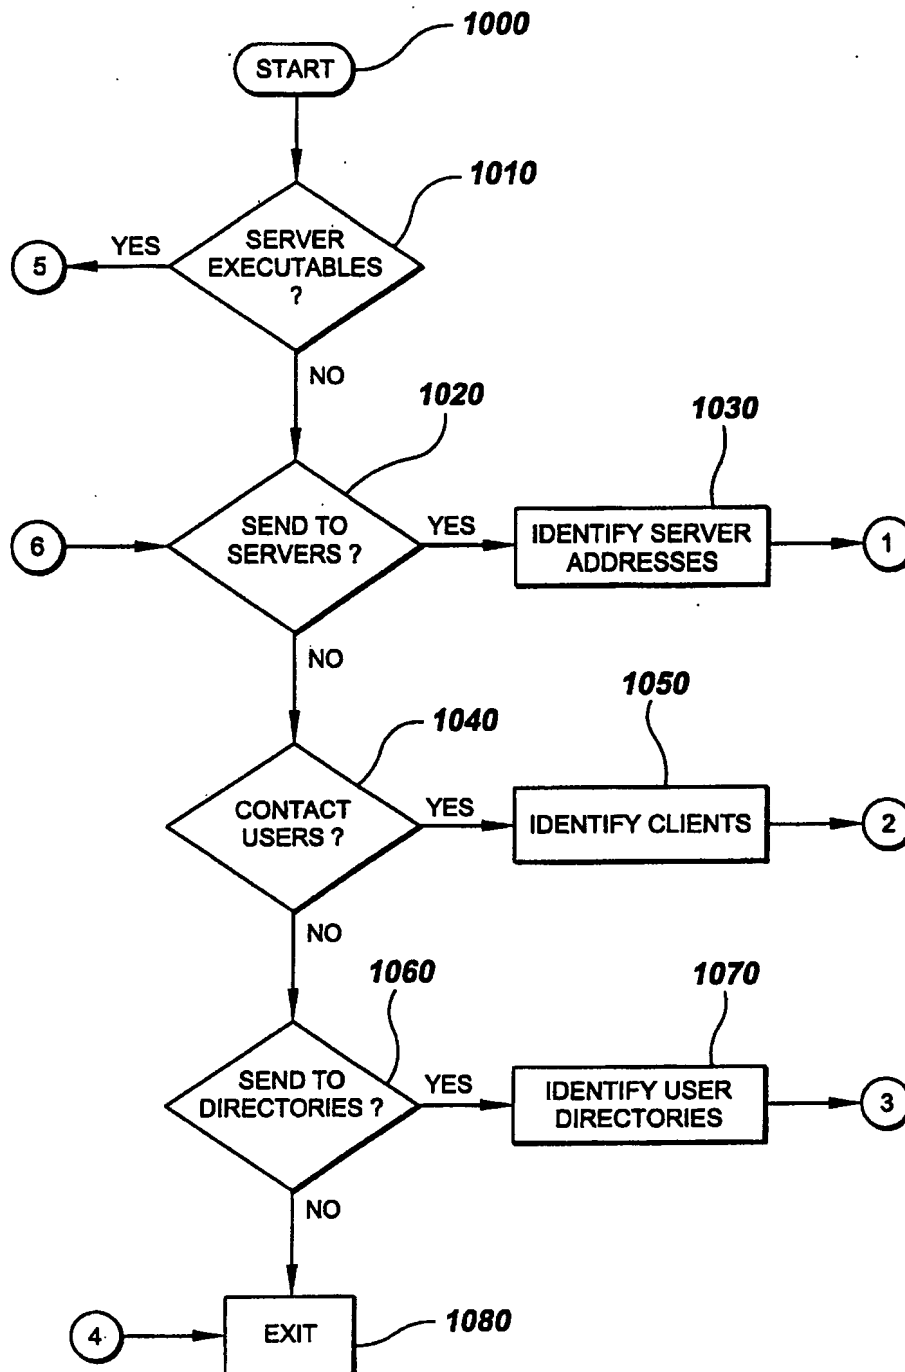 1000
START
1010
SERVER
EXECUTABLES
?
YES
5
NO
1020
1030
6
SEND TO
SERVERS ?
YES
IDENTIFY SERVER
ADDRESSES
1
NO
1040
1050
CONTACT
USERS ?
YES
IDENTIFY CLIENTS
2
NO
1060
1070
SEND TO
DIRECTORIES ?
YES
IDENTIFY USER
DIRECTORIES
3
NO
4
EXIT
1080